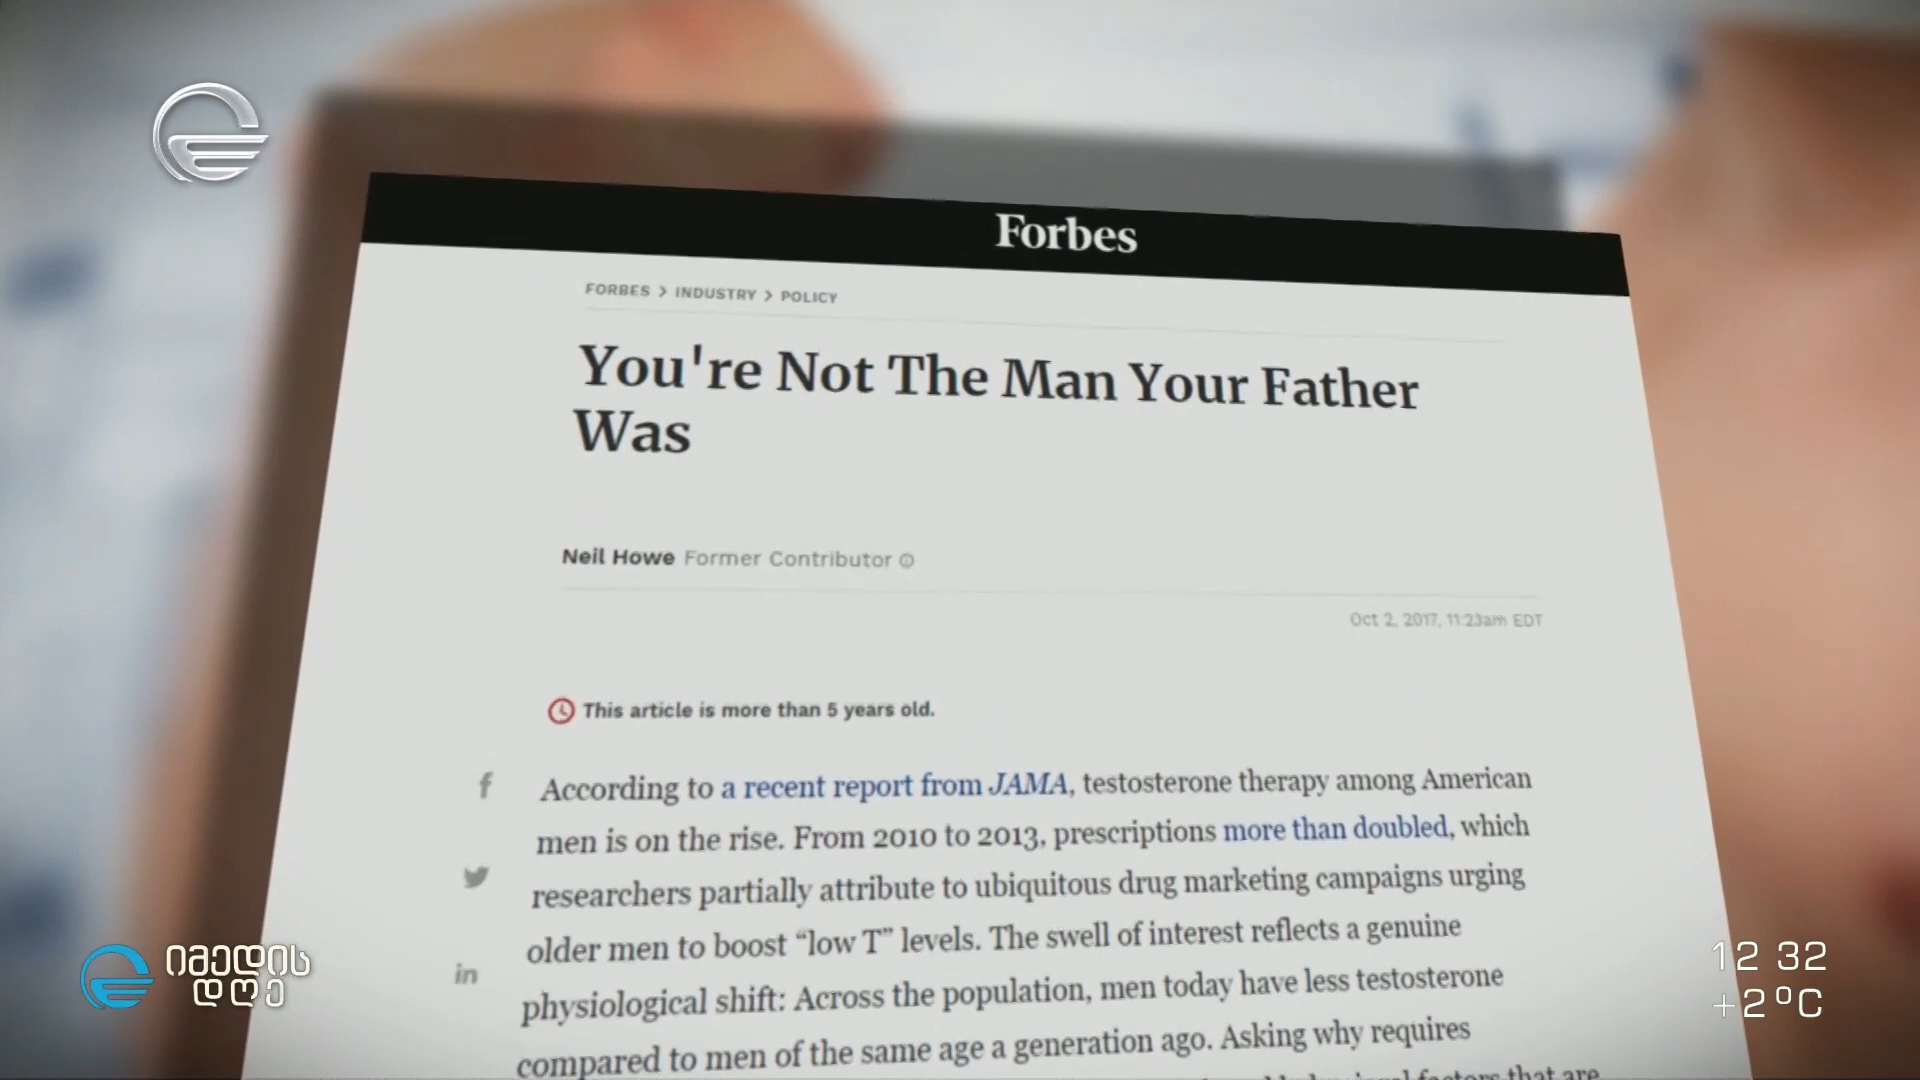 Forbes
FORBES > INDUSTRY > POLICY
You're Not The Man Your Father
Was
Neil Howe Former Contributor
Oct 2, 2017, 11:23am EDT
This article is more than 5 years old.
According to a recent report from JAMA, testosterone therapy among American
men is on the rise. From 2010 to 2013, prescriptions more than doubled, which
researchers partially attribute to ubiquitous drug marketing campaigns urging
older men to boost “low T” levels. The swell of interest reflects a genuine
physiological shift: Across the population, men today have less testosterone
compared to men of the same age a generation ago. Asking why requires
factors that are
f
in
იმედის
დღე
12 32
+2°C